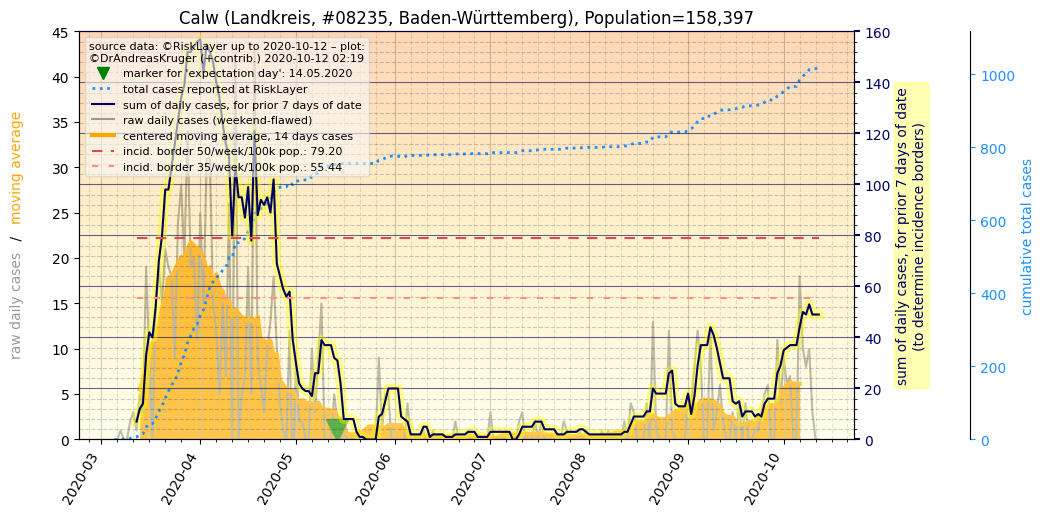 Calw (Landkreis, #08235, Baden-Württemberg), Population=158,397
source data: ©RiskLayer up to 2020-10-12 – plot:
©DrAndreasKruger (+contrib.) 2020-10-12 02:19
marker for 'expectation day': 14.05.2020
total cases reported at RiskLayer
sum of daily cases, for prior 7 days of date
raw daily cases (weekend-flawed)
centered moving average, 14 days cases
incid. border 50/week/100k pop.: 79.20
incid. border 35/week/100k pop.: 55.44
raw daily cases / moving average
45
40
35
30
25
20
15
10
5
0
2020-03
2020-04
2020-05
2020-06
2020-07
2020-08
2020-09
2020-10
160
140
120
100
80
60
40
20
0
sum of daily cases, for prior 7 days of date
(to determine incidence borders)
1000
800
600
400
200
0
cumulative total cases